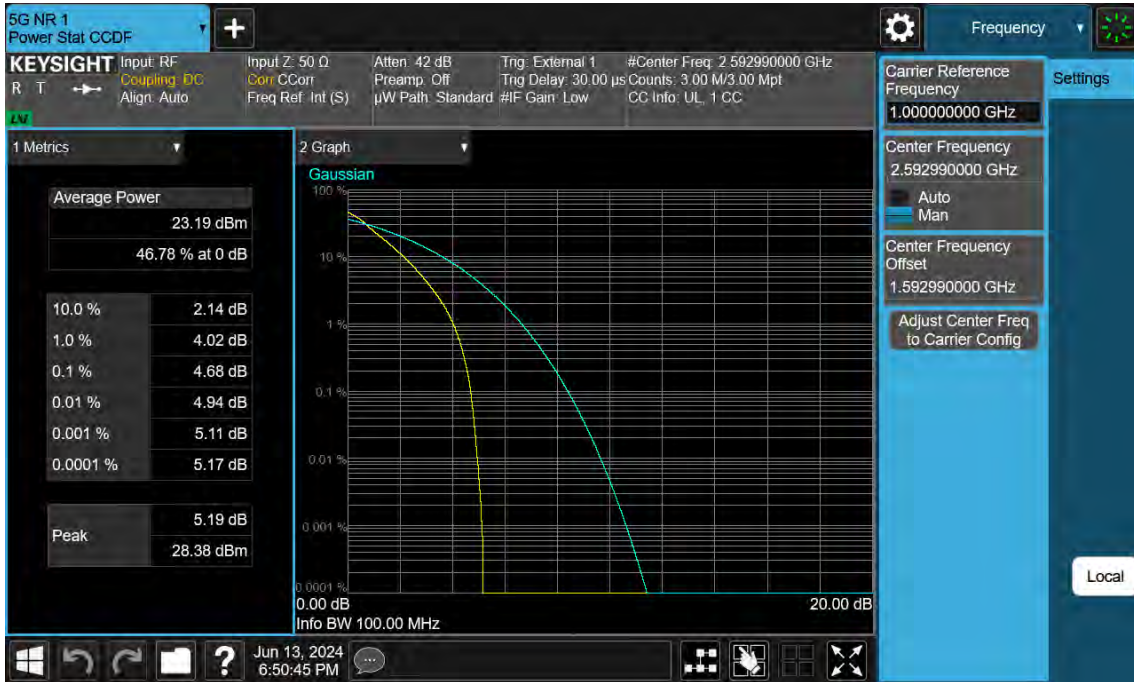 5G NR 1
Power Stat CCDF
Frequency
KEYSIGHT
R T
LNI
Input: RF
Coupling: DC
Align: Auto
Input Z: 50 Ω
Corr CCorr
Freq Ref: Int (S)
Atten: 42 dB
Preamp: Off
µW Path: Standard
Trig: External 1
Trig Delay: 30.00 µs
#IF Gain: Low
#Center Freq: 2.592990000 GHz
Counts: 3.00 M/3.00 Mpt
CC Info: UL, 1 CC
1 Metrics
Average Power
23.19 dBm
46.78 % at 0 dB
10.0 % 2.14 dB
1.0 % 4.02 dB
0.1 % 4.68 dB
0.01 % 4.94 dB
0.001 % 5.11 dB
0.0001 % 5.17 dB
Peak
5.19 dB
28.38 dBm
2 Graph
Gaussian
100 %
10 %
1 %
0.1 %
0.01 %
0.001 %
0.0001 %
0.00 dB 20.00 dB
Info BW 100.00 MHz
Carrier Reference
Frequency
1.000000000 GHz
Center Frequency
2.592990000 GHz
Auto
Man
Center Frequency
Offset
1.592990000 GHz
Adjust Center Freq
to Carrier Config
Settings
Local
?
Jun 13, 2024
6:50:45 PM